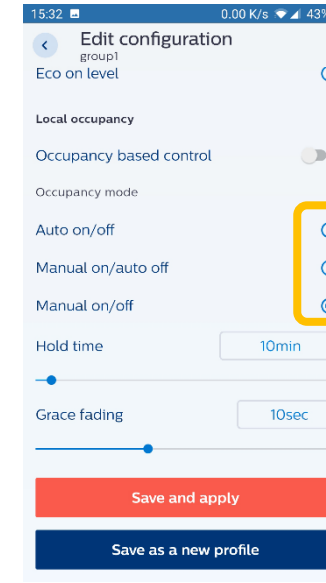 15:32 0.00 K/s 43%
Edit configuration
group1
Eco on level
Local occupancy
Occupancy based control
Occupancy mode
Auto on/off
Manual on/auto off
Manual on/off
Hold time 10min
Grace fading 10sec
Save and apply
Save as a new profile